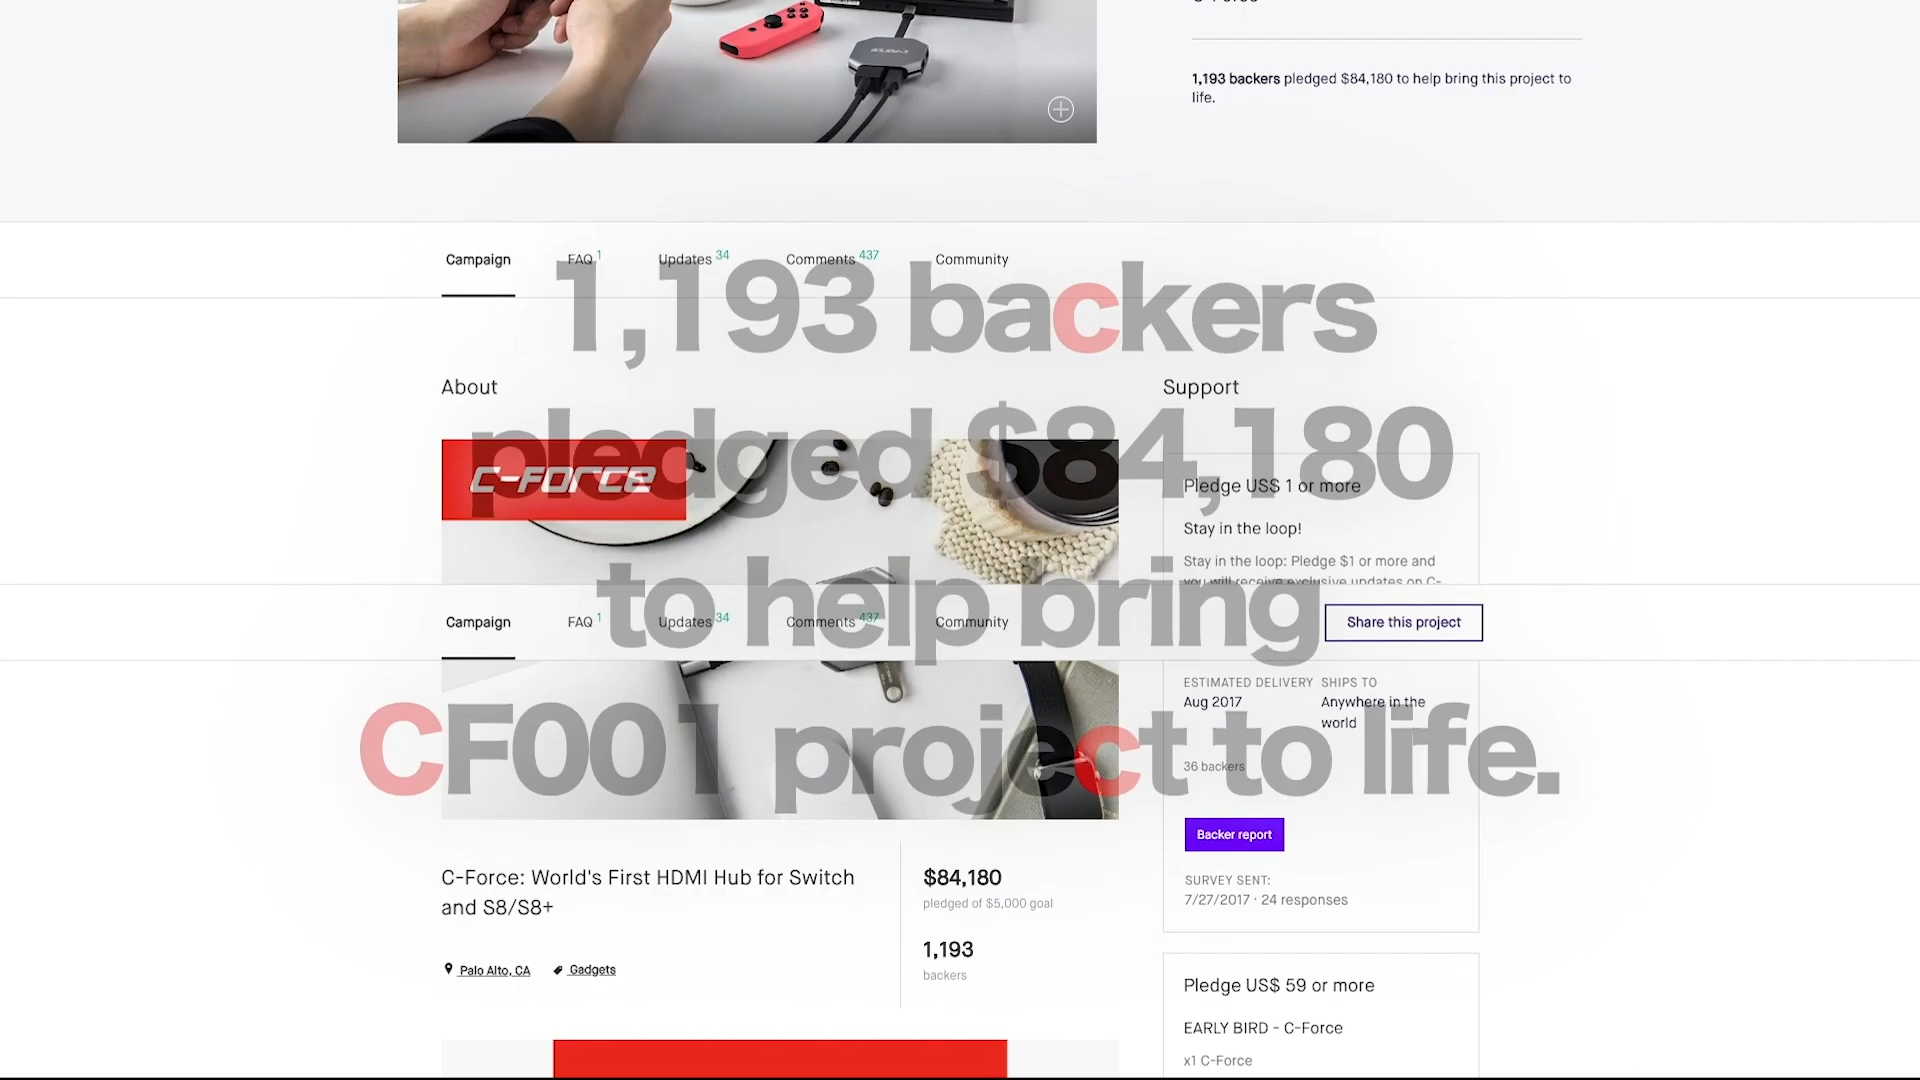 1,193 backers pledged $84,180 to help bring this project to
life.
Campaign
FAQ 1
Updates 34
Comments 437
Community
1,193 backers
pledged $84,180
to help bring
CF001 project to life.
About
Support
C-FORCE
Pledge US$ 1 or more
Stay in the loop!
Stay in the loop: Pledge $1 or more and
you will receive exclusive updates on C-
Campaign
FAQ 1
Updates 34
Comments 437
Community
Share this project
ESTIMATED DELIVERY
Aug 2017
SHIPS TO
Anywhere in the
world
36 backers
Backer report
SURVEY SENT:
7/27/2017 · 24 responses
C-Force: World's First HDMI Hub for Switch
and S8/S8+
Palo Alto, CA
Gadgets
$84,180
pledged of $5,000 goal
1,193
backers
Pledge US$ 59 or more
EARLY BIRD - C-Force
x1 C-Force